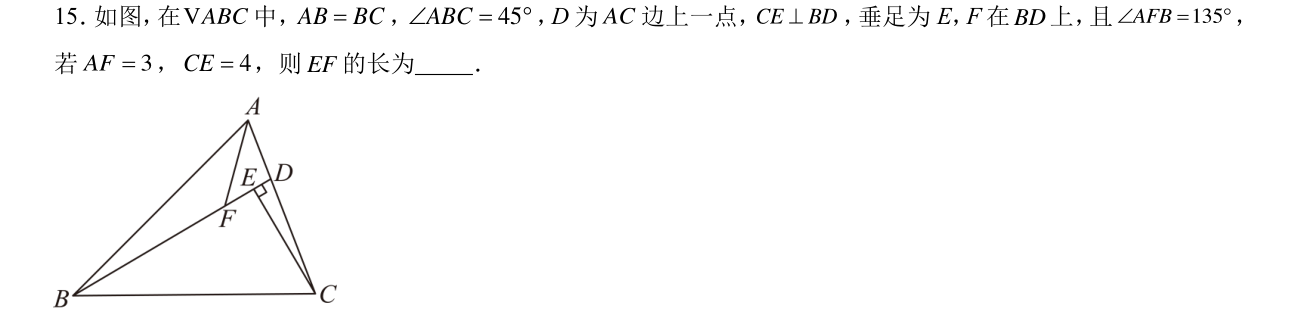 15．如图，在VABC中，AB = BC，∠ABC = 45°，D为AC边上一点，CE⊥BD，垂足为E，F在BD上，且∠AFB=135°，
若AF = 3，CE = 4，则EF的长为_____．
A
E D
F
B C